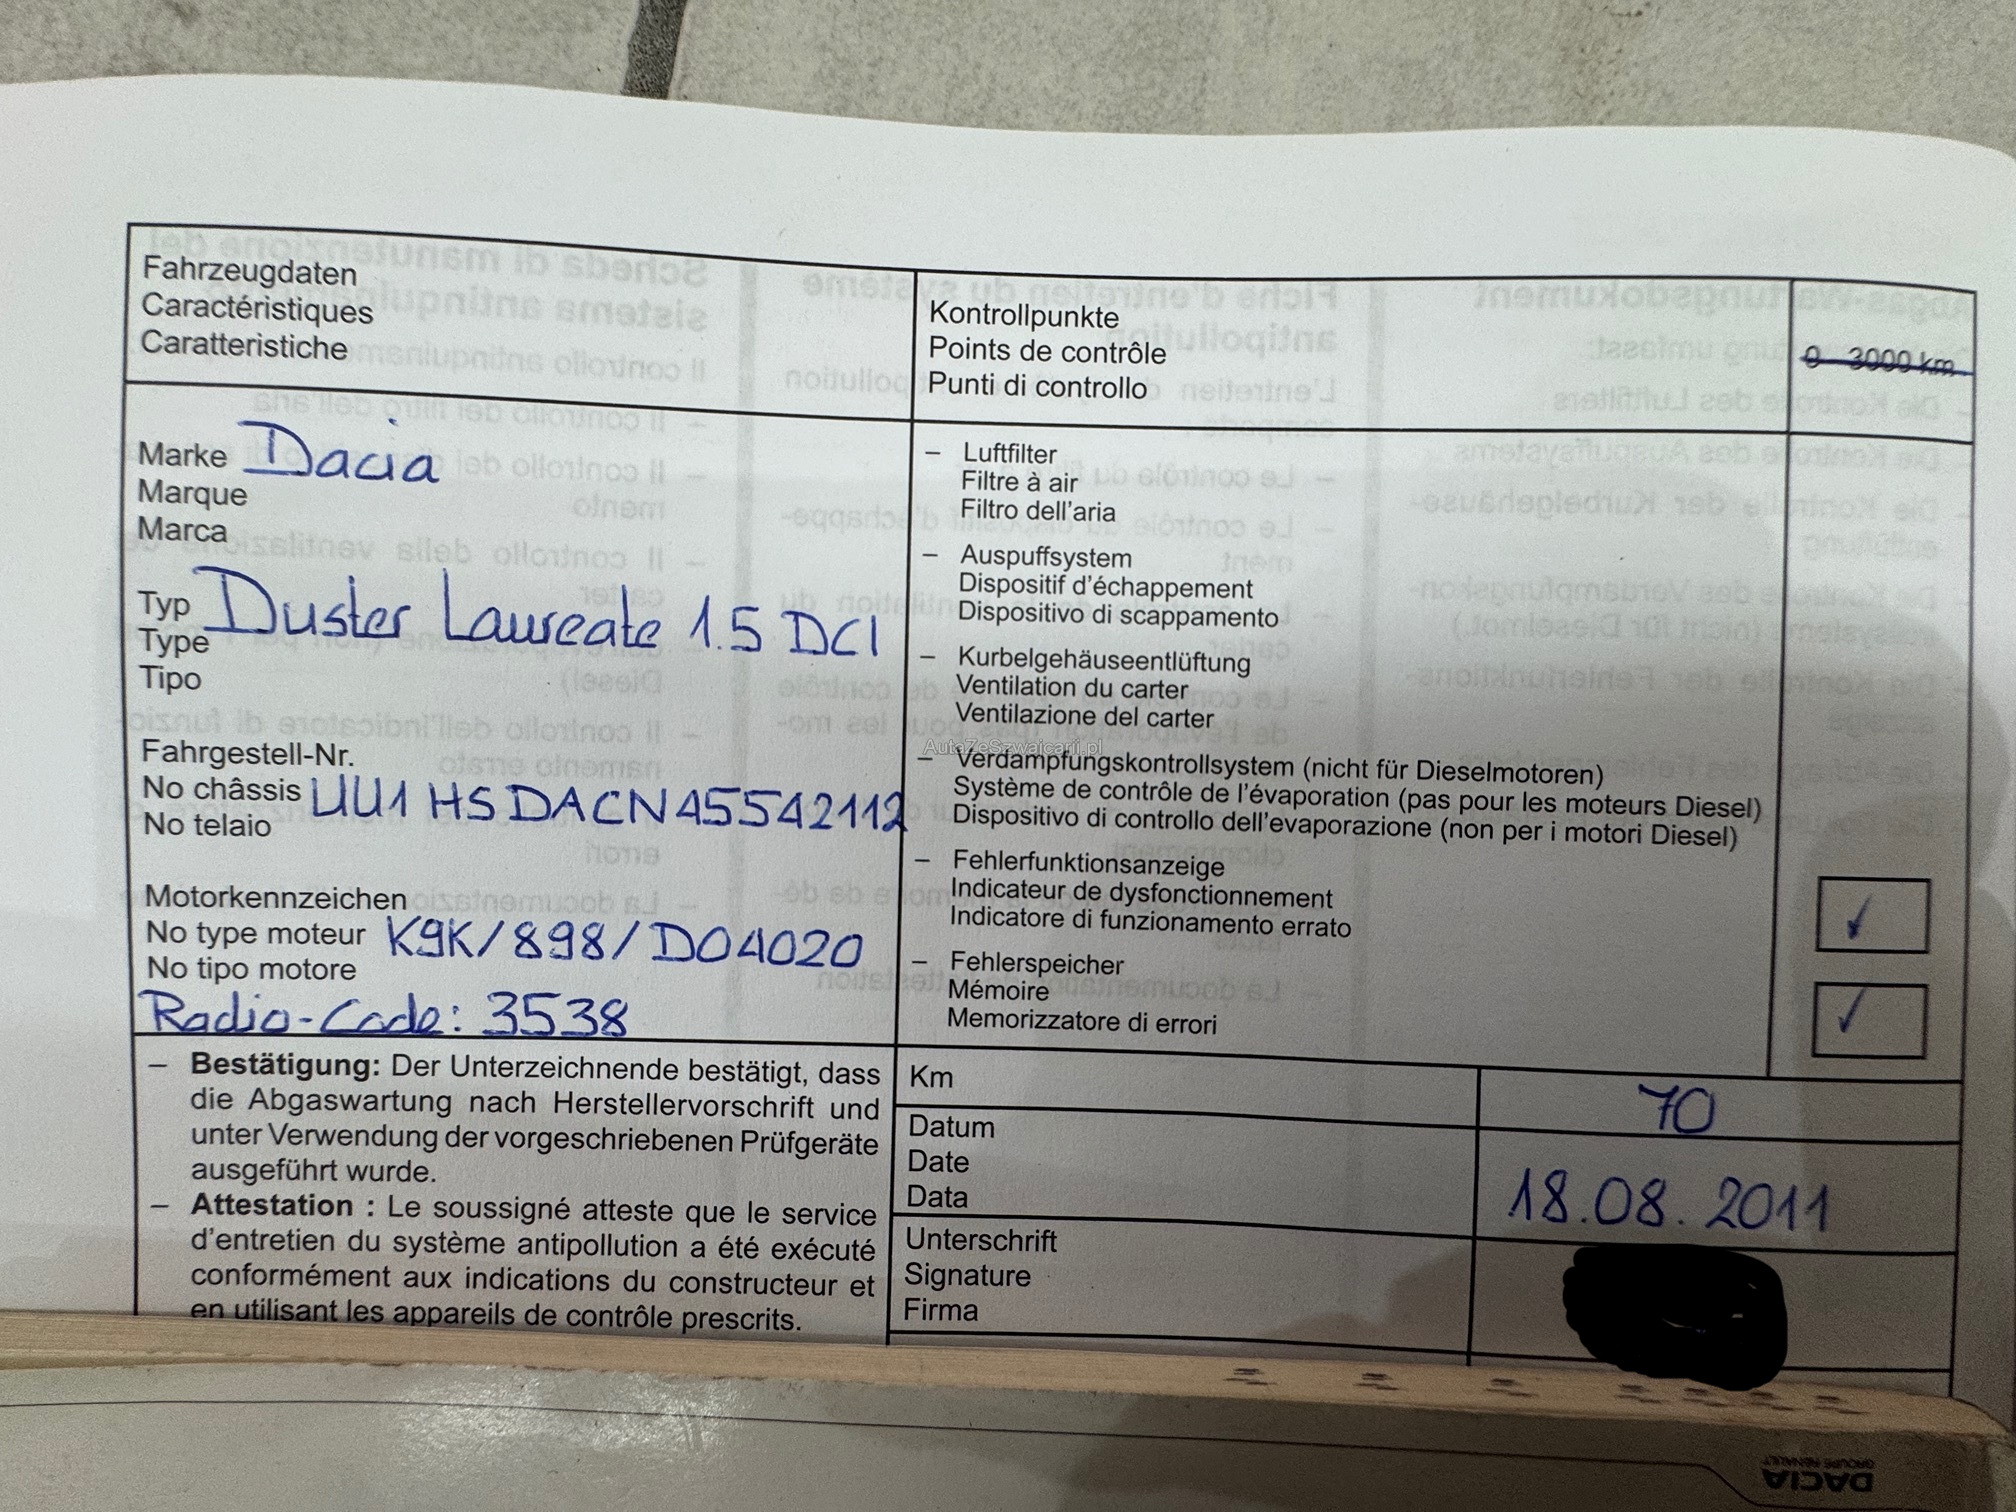 Fahrzeugdaten
Caractéristiques
Caratteristiche
Kontrollpunkte
Points de contrôle
Punti di controllo
0 3000 km
Marke Dacia
Marque
Marca
Typ Duster Laureate 1.5 DCI
Type
Tipo
Fahrgestell-Nr.
No châssis UU1 HSDACN45542112
No telaio
Motorkennzeichen
No type moteur K9K/898/D04020
No tipo motore
Radio-Code: 3538
– Luftfilter
Filtre à air
Filtro dell'aria
– Auspuffsystem
Dispositif d'échappement
Dispositivo di scappamento
– Kurbelgehäuseentlüftung
Ventilation du carter
Ventilazione del carter
AutaZeSzwajcarii.pl
– Verdampfungskontrollsystem (nicht für Dieselmotoren)
Système de contrôle de l'évaporation (pas pour les moteurs Diesel)
Dispositivo di controllo dell'evaporazione (non per i motori Diesel)
– Fehlerfunktionsanzeige
Indicateur de dysfonctionnement
Indicatore di funzionamento errato
– Fehlerspeicher
Mémoire
Memorizzatore di errori
– Bestätigung: Der Unterzeichnende bestätigt, dass
die Abgaswartung nach Herstellervorschrift und
unter Verwendung der vorgeschriebenen Prüfgeräte
ausgeführt wurde.
– Attestation : Le soussigné atteste que le service
d'entretien du système antipollution a été exécuté
conformément aux indications du constructeur et
en utilisant les appareils de contrôle prescrits.
Km 70
Datum
Date
Data
18.08.2011
Unterschrift
Signature
Firma
DACIA
GROUPE RENAULT